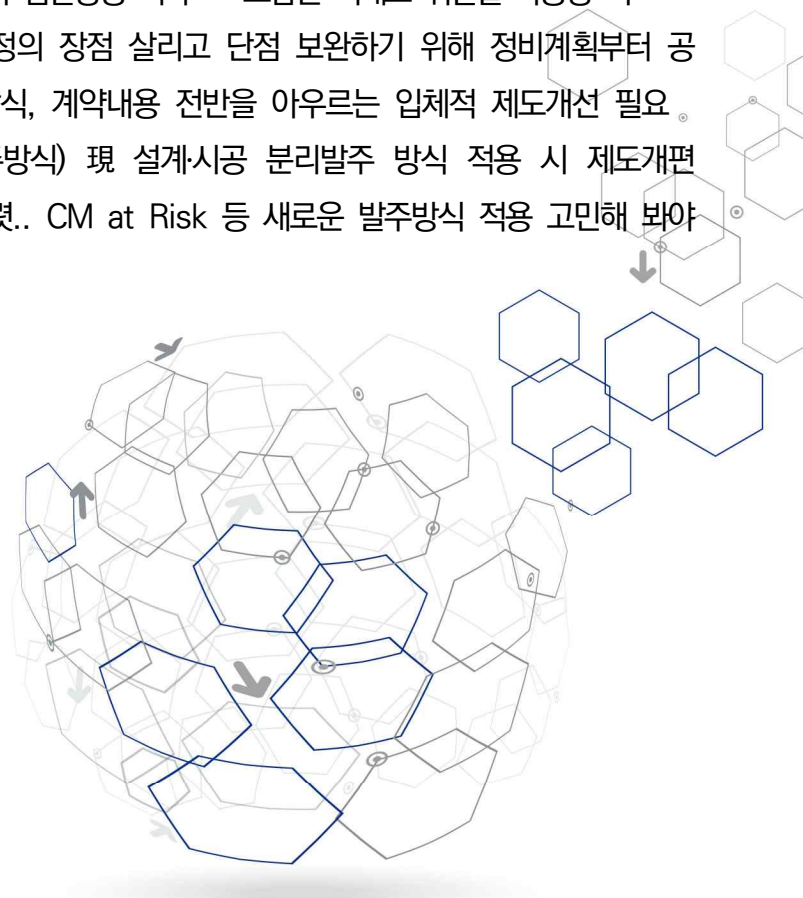 정의 장점 살리고 단점 보완하기 위해 정비계획부터 공
식, 계약내용 전반을 아우르는 입체적 제도개선 필요
방식) 現 설계·시공 분리발주 방식 적용 시 제도개편
.. CM at Risk 등 새로운 발주방식 적용 고민해 봐야